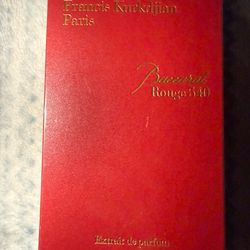 Francis Kurkdjian
Paris
Baccarat
Rouge 540
Extrait de parfum